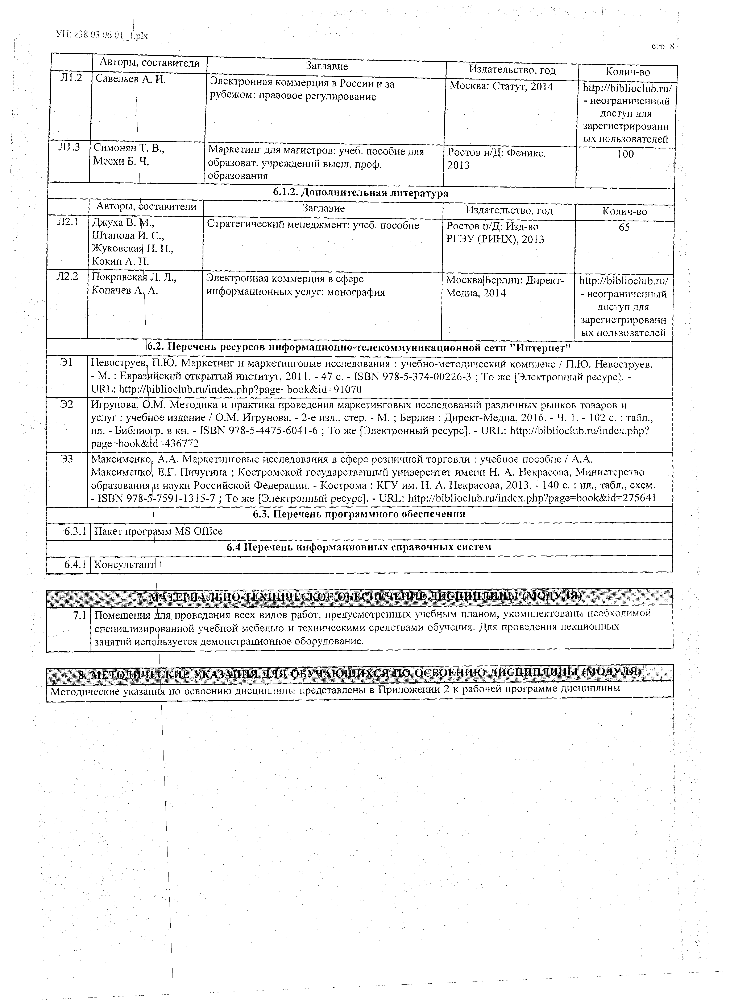 УП: z38.03.06.01_1.plx
стр. 8
Авторы, составители Заглавие Издательство, год Колич-во
Л1.2 Савельев А. И. Электронная коммерция в России и за Москва: Статут, 2014 http://biblioclub.ru/
рубежом: правовое регулирование - неограниченный
доступ для
зарегистрированн
ых пользователей
Л1.3 Симонян Т. В., Маркетинг для магистров: учеб. пособие для Ростов н/Д: Феникс, 100
Месхи Б. Ч. образоват. учреждений высш. проф. 2013
образования
6.1.2. Дополнительная литература
Авторы, составители Заглавие Издательство, год Колич-во
Л2.1 Джуха В. М., Стратегический менеджмент: учеб. пособие Ростов н/Д: Изд-во 65
Штапова И. С., РГЭУ (РИНХ), 2013
Жуковская Н. П.,
Кокин А. Н.
Л2.2 Покровская Л. Л., Электронная коммерция в сфере Москва|Берлин: Директ- http://biblioclub.ru/
Копачев А. А. информационных услуг: монография Медиа, 2014 - неограниченный
доступ для
зарегистрированн
ых пользователей
6.2. Перечень ресурсов информационно-телекоммуникационной сети "Интернет"
Э1 Невоструев, П.Ю. Маркетинг и маркетинговые исследования : учебно-методический комплекс / П.Ю. Невоструев.
- М. : Евразийский открытый институт, 2011. - 47 с. - ISBN 978-5-374-00226-3 ; То же [Электронный ресурс]. -
URL: http://biblioclub.ru/index.php?page=book&id=91070
Э2 Игрунова, О.М. Методика и практика проведения маркетинговых исследований различных рынков товаров и
услуг : учебное издание / О.М. Игрунова. - 2-е изд., стер. - М. ; Берлин : Директ-Медиа, 2016. - Ч. 1. - 102 с. : табл.,
ил. - Библиогр. в кн. - ISBN 978-5-4475-6041-6 ; То же [Электронный ресурс]. - URL: http://biblioclub.ru/index.php?
page=book&id=436772
Э3 Максименко, А.А. Маркетинговые исследования в сфере розничной торговли : учебное пособие / А.А.
Максименко, Е.Г. Пичугина ; Костромской государственный университет имени Н. А. Некрасова, Министерство
образования и науки Российской Федерации. - Кострома : КГУ им. Н. А. Некрасова, 2013. - 140 с. : ил., табл., схем.
- ISBN 978-5-7591-1315-7 ; То же [Электронный ресурс]. - URL: http://biblioclub.ru/index.php?page=book&id=275641
6.3. Перечень программного обеспечения
6.3.1 Пакет программ MS Office
6.4 Перечень информационных справочных систем
6.4.1 Консультант +
7. МАТЕРИАЛЬНО-ТЕХНИЧЕСКОЕ ОБЕСПЕЧЕНИЕ ДИСЦИПЛИНЫ (МОДУЛЯ)
7.1 Помещения для проведения всех видов работ, предусмотренных учебным планом, укомплектованы необходимой
специализированной учебной мебелью и техническими средствами обучения. Для проведения лекционных
занятий используется демонстрационное оборудование.
8. МЕТОДИЧЕСКИЕ УКАЗАНИЯ ДЛЯ ОБУЧАЮЩИХСЯ ПО ОСВОЕНИЮ ДИСЦИПЛИНЫ (МОДУЛЯ)
Методические указания по освоению дисциплины представлены в Приложении 2 к рабочей программе дисциплины